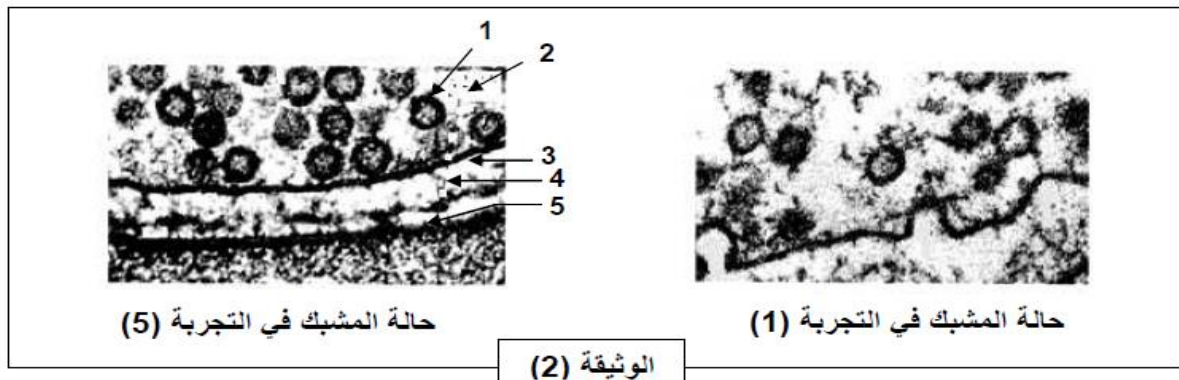 1
2
3
4
5
حالة المشبك في التجربة (1)
حالة المشبك في التجربة (5)
الوثيقة (2)